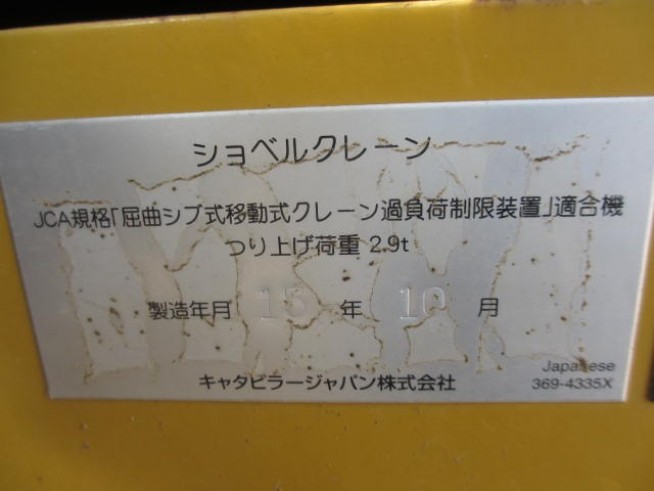 ショベルクレーン
JCA規格「屈曲ジブ式移動式クレーン過負荷制限装置」適合機
つり上げ荷重 2.9t
製造年月 15 年 10 月
キャタピラージャパン株式会社
Japanese
369-4335X